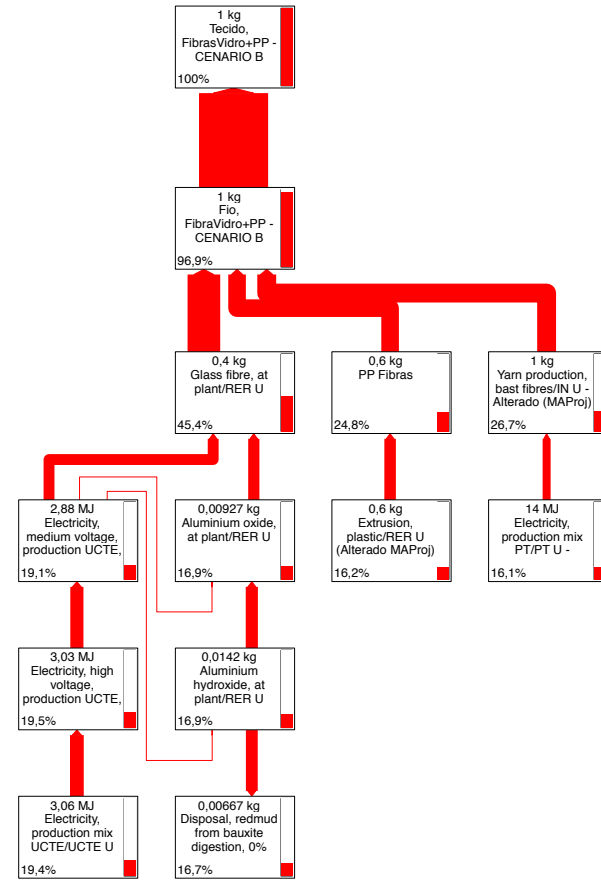 1 kg
Tecido,
FibrasVidro+PP -
CENARIO B
100%
1 kg
Fio,
FibraVidro+PP -
CENARIO B
96,9%
0,4 kg
Glass fibre, at
plant/RER U
45,4%
0,6 kg
PP Fibras
24,8%
1 kg
Yarn production,
bast fibres/IN U -
Alterado (MAProj)
26,7%
2,88 MJ
Electricity,
medium voltage,
production UCTE,
19,1%
0,00927 kg
Aluminium oxide,
at plant/RER U
16,9%
0,6 kg
Extrusion,
plastic/RER U
(Alterado MAProj)
16,2%
14 MJ
Electricity,
production mix
PT/PT U -
16,1%
3,03 MJ
Electricity, high
voltage,
production UCTE,
19,5%
0,0142 kg
Aluminium
hydroxide, at
plant/RER U
16,9%
3,06 MJ
Electricity,
production mix
UCTE/UCTE U
19,4%
0,00667 kg
Disposal, redmud
from bauxite
digestion, 0%
16,7%